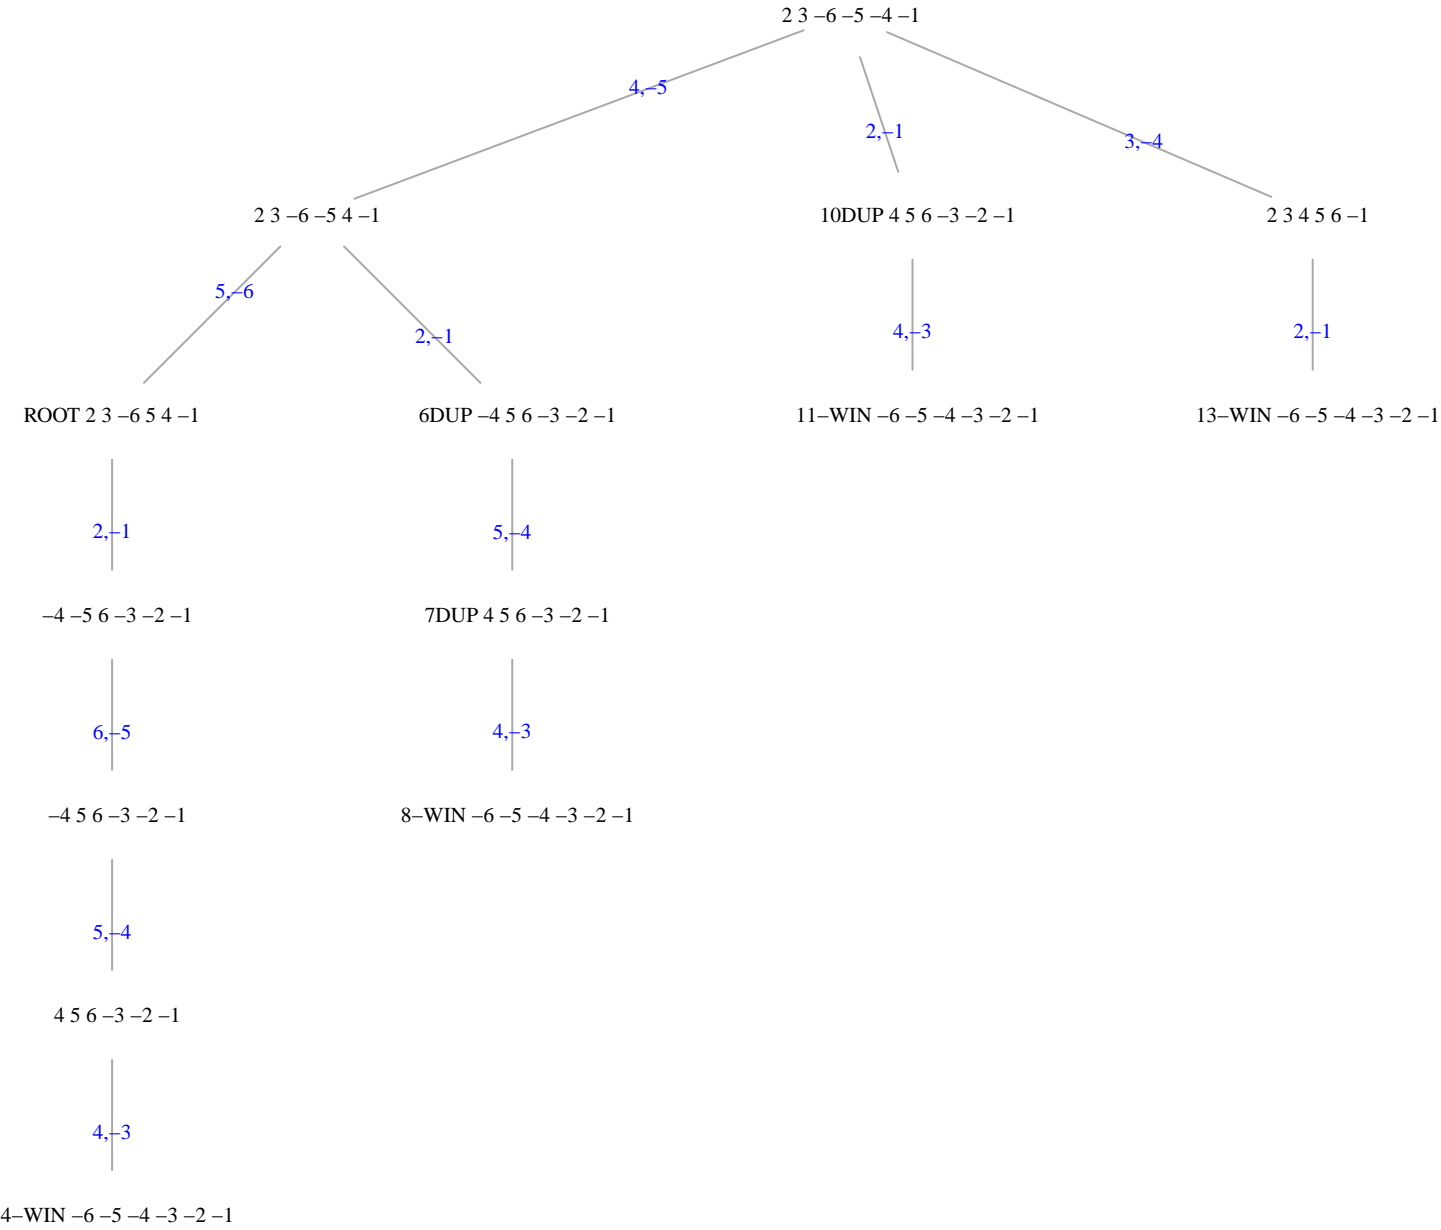 2 3 –6 –5 –4 –1
4,–5
2,–1
3,–4
2 3 –6 –5 4 –1
10DUP 4 5 6 –3 –2 –1
2 3 4 5 6 –1
5,–6
2,–1
4,–3
2,–1
ROOT 2 3 –6 5 4 –1
6DUP –4 5 6 –3 –2 –1
11–WIN –6 –5 –4 –3 –2 –1
13–WIN –6 –5 –4 –3 –2 –1
2,–1
5,–4
–4 –5 6 –3 –2 –1
7DUP 4 5 6 –3 –2 –1
6,–5
4,–3
–4 5 6 –3 –2 –1
8–WIN –6 –5 –4 –3 –2 –1
5,–4
4 5 6 –3 –2 –1
4,–3
4–WIN –6 –5 –4 –3 –2 –1